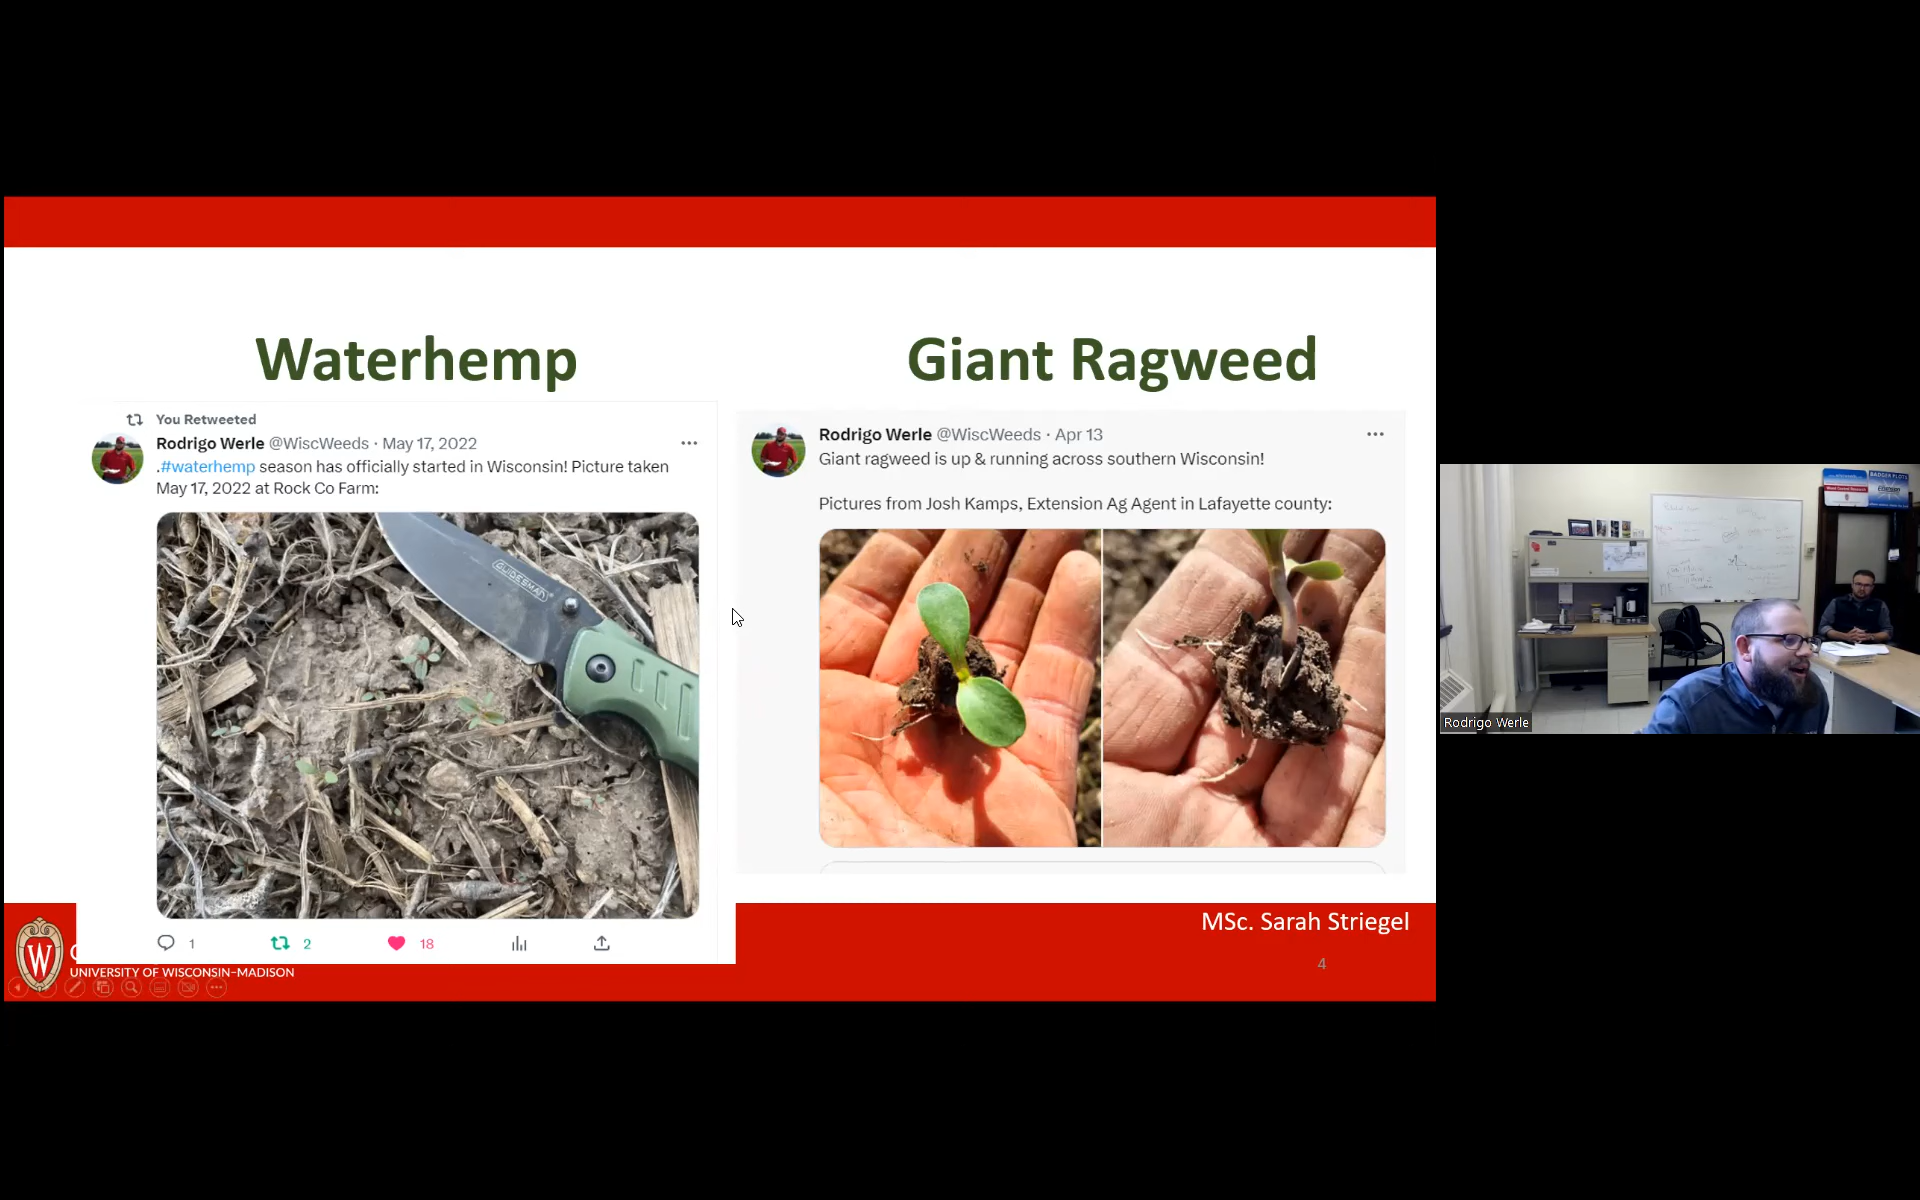 Waterhemp
Giant Ragweed
You Retweeted
Rodrigo Werle @WiscWeeds · May 17, 2022
.#waterhemp season has officially started in Wisconsin! Picture taken
May 17, 2022 at Rock Co Farm:
GUIDESMAN
1
2
18
Rodrigo Werle @WiscWeeds · Apr 13
Giant ragweed is up & running across southern Wisconsin!
Pictures from Josh Kamps, Extension Ag Agent in Lafayette county:
MSc. Sarah Striegel
4
W
UNIVERSITY OF WISCONSIN–MADISON
BADGER PLOTS
Rodrigo Werle